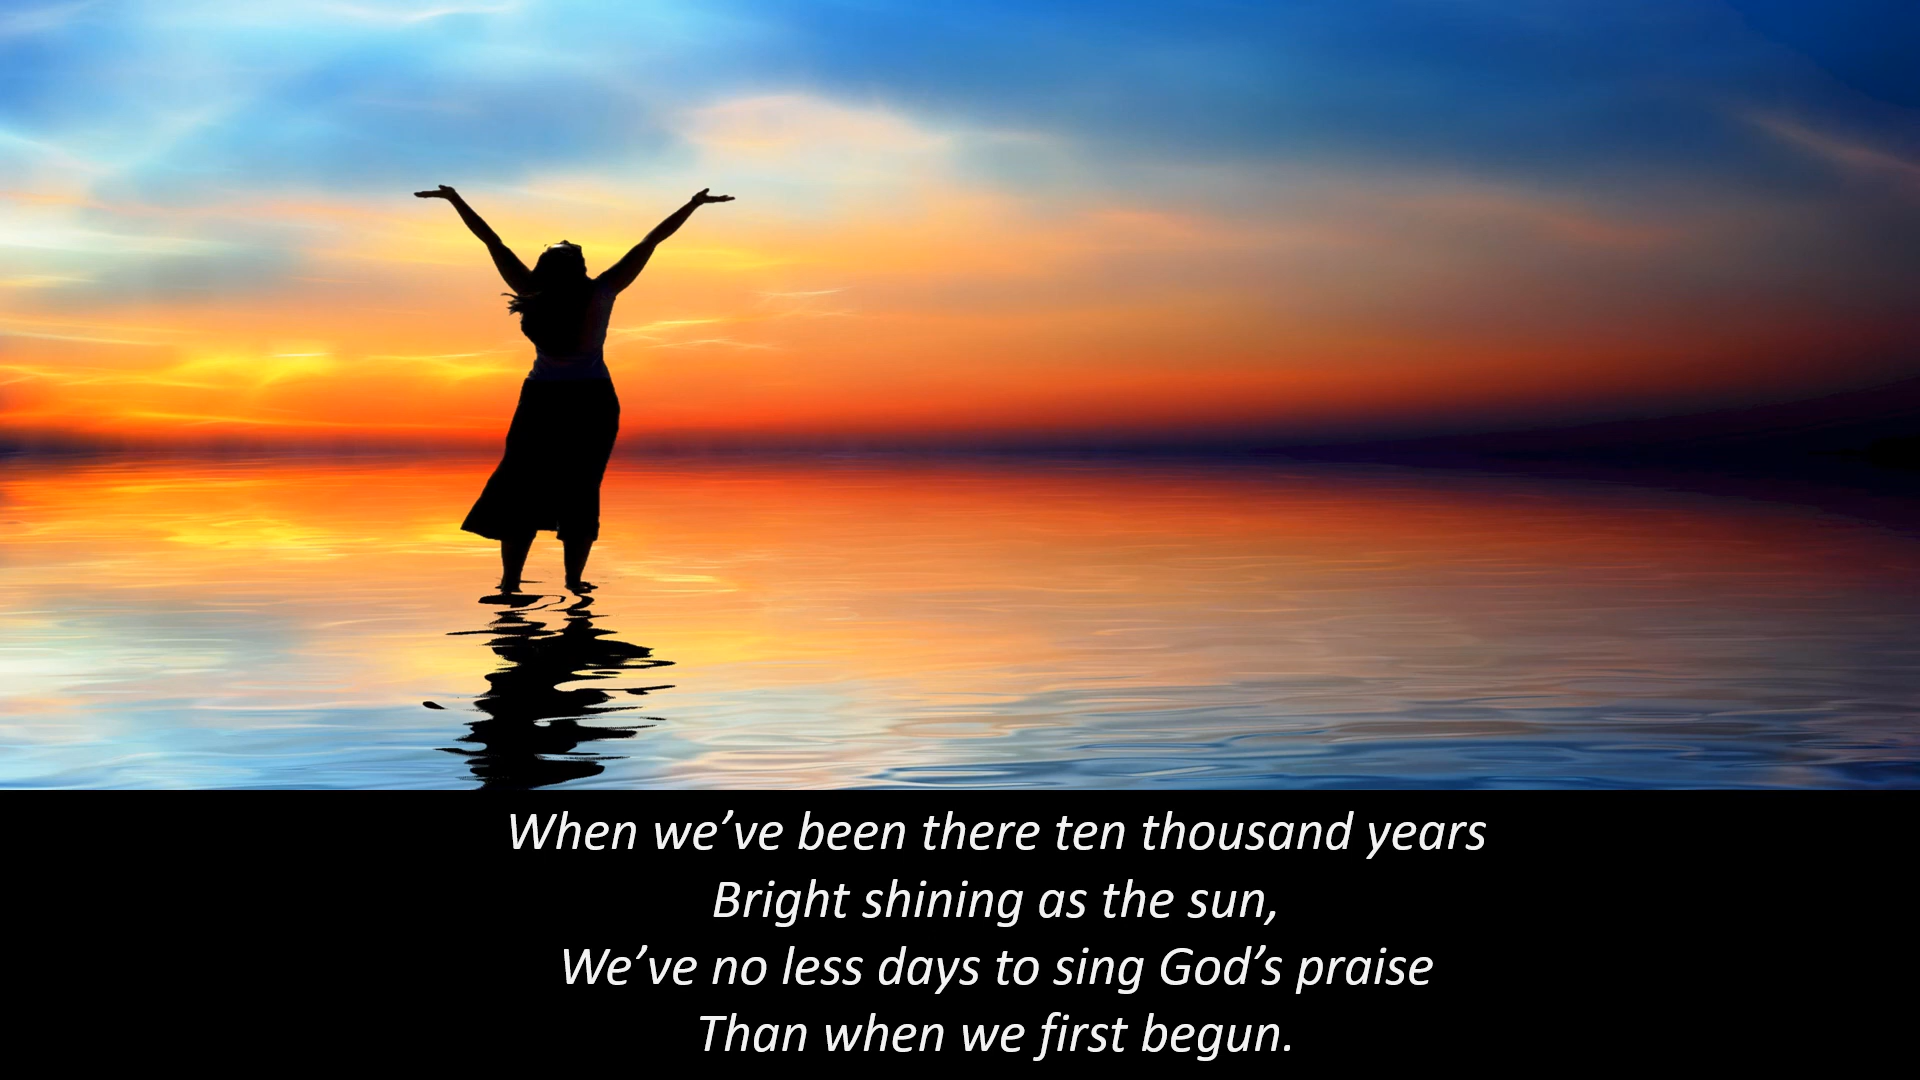 When we’ve been there ten thousand years
Bright shining as the sun,
We’ve no less days to sing God’s praise
Than when we first begun.